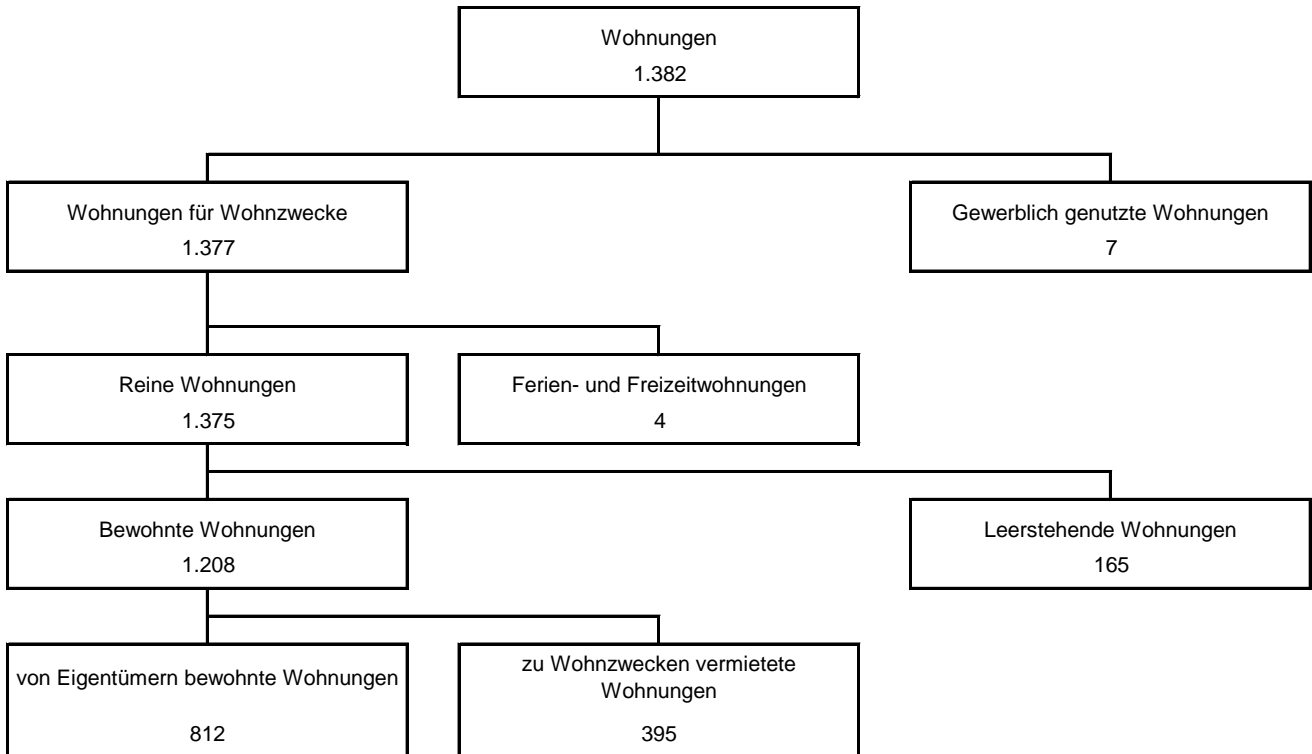 Wohnungen
1.382
Wohnungen für Wohnzwecke
1.377
Gewerblich genutzte Wohnungen
7
Reine Wohnungen
1.375
Ferien- und Freizeitwohnungen
4
Bewohnte Wohnungen
1.208
Leerstehende Wohnungen
165
von Eigentümern bewohnte Wohnungen
812
zu Wohnzwecken vermietete
Wohnungen
395